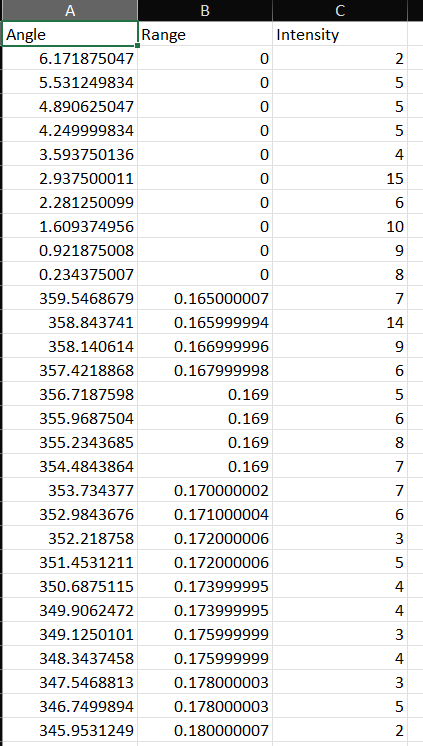 A B C
Angle Range Intensity
6.171875047 0 2
5.531249834 0 5
4.890625047 0 5
4.249999834 0 5
3.593750136 0 4
2.937500011 0 15
2.281250099 0 6
1.609374956 0 10
0.921875008 0 9
0.234375007 0 8
359.5468679 0.165000007 7
358.843741 0.165999994 14
358.140614 0.166999996 9
357.4218868 0.167999998 6
356.7187598 0.169 5
355.9687504 0.169 6
355.2343685 0.169 8
354.4843864 0.169 7
353.734377 0.170000002 7
352.9843676 0.171000004 6
352.218758 0.172000006 3
351.4531211 0.172000006 5
350.6875115 0.173999995 4
349.9062472 0.173999995 4
349.1250101 0.175999999 3
348.3437458 0.175999999 4
347.5468813 0.178000003 3
346.7499894 0.178000003 5
345.9531249 0.180000007 2